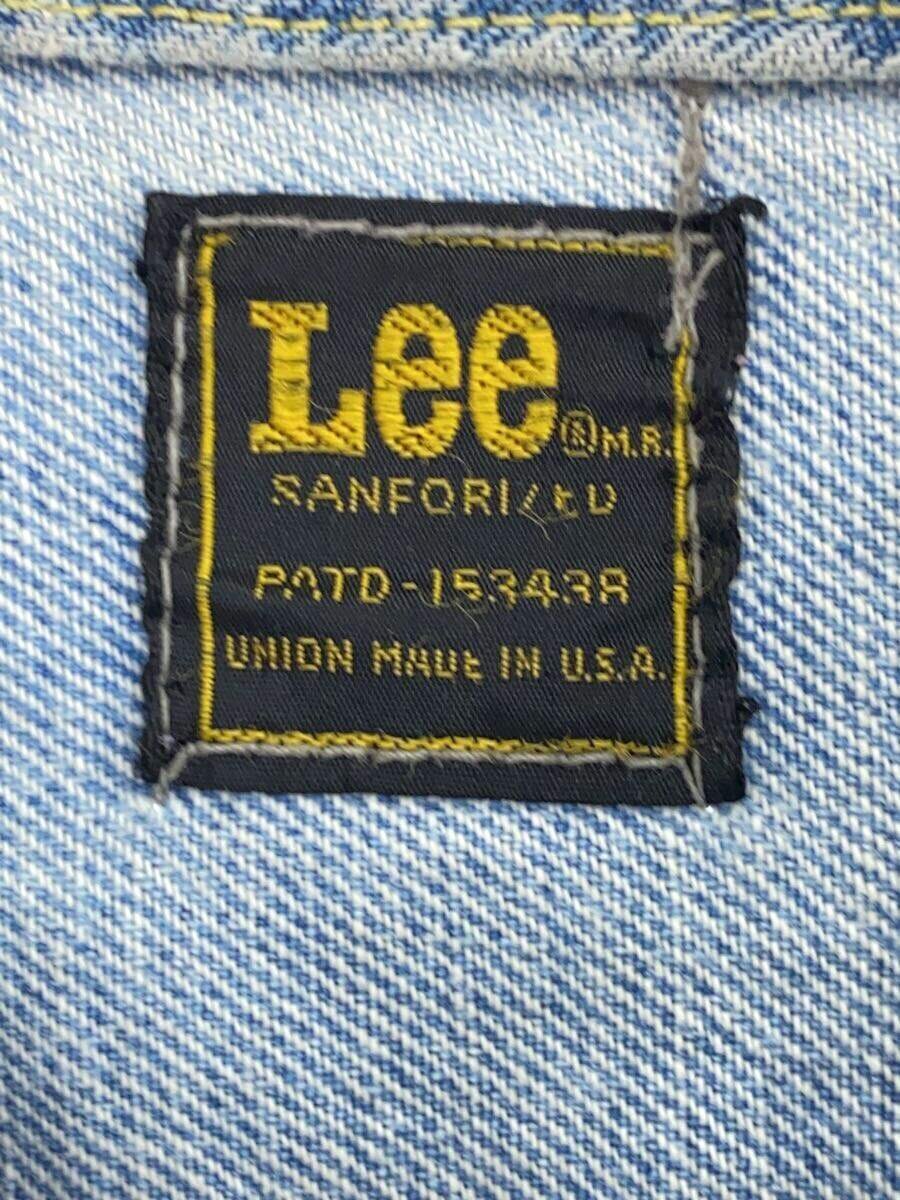 Lee ® M.R.
SANFORIZED
PATD-153438
UNION MADE IN U.S.A.